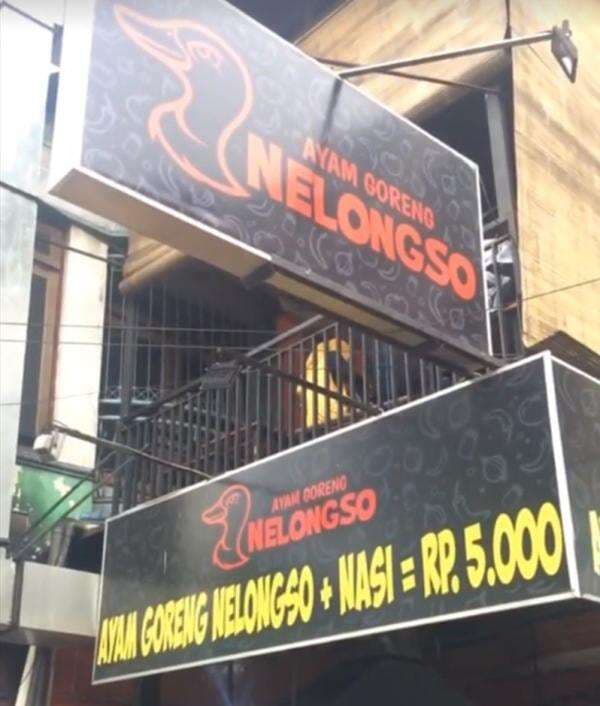 AYAM GORENG
NELONGSO
AYAM GORENG
NELONGSO
AYAM GORENG NELONGSO + NASI = RP. 5.000